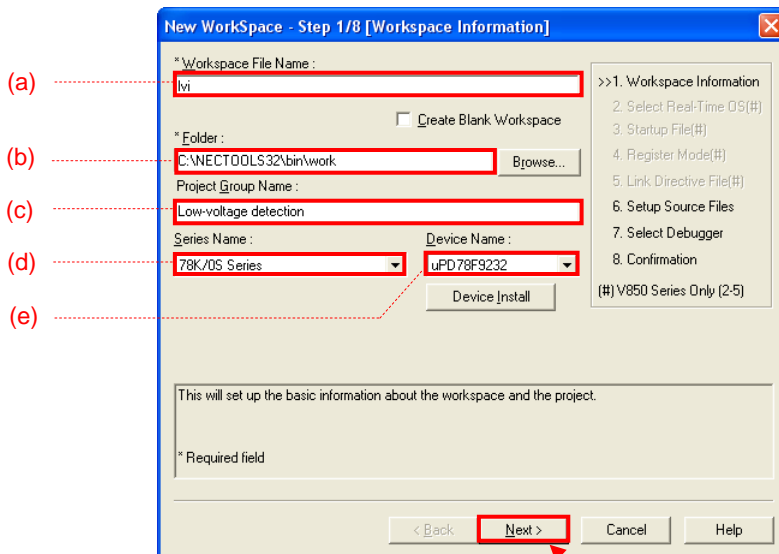 New WorkSpace - Step 1/8 [Workspace Information]
* Workspace File Name :
(a)
lvi
Create Blank Workspace
* Folder :
(b)
C:\NECTOOLS32\bin\work
Browse...
Project Group Name :
(c)
Low-voltage detection
Series Name :
Device Name :
(d)
78K/0S Series
uPD78F9232
Device Install
(e)
>>1. Workspace Information
2. Select Real-Time OS(#)
3. Startup File(#)
4. Register Mode(#)
5. Link Directive File(#)
6. Setup Source Files
7. Select Debugger
8. Confirmation
(#) V850 Series Only (2-5)
This will set up the basic information about the workspace and the project.
* Required field
< Back
Next >
Cancel
Help